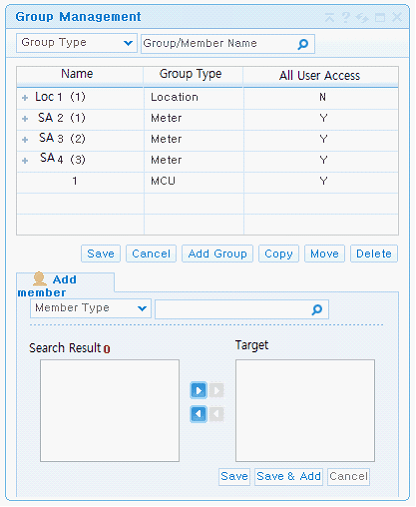 Group Management
Group Type Group/Member Name
Name Group Type All User Access
Loc 1 (1) Location N
SA 2 (1) Meter Y
SA 3 (2) Meter Y
SA 4 (3) Meter Y
1 MCU Y
Save Cancel Add Group Copy Move Delete
Add
member
Member Type
Search Result 0 Target
Save Save & Add Cancel